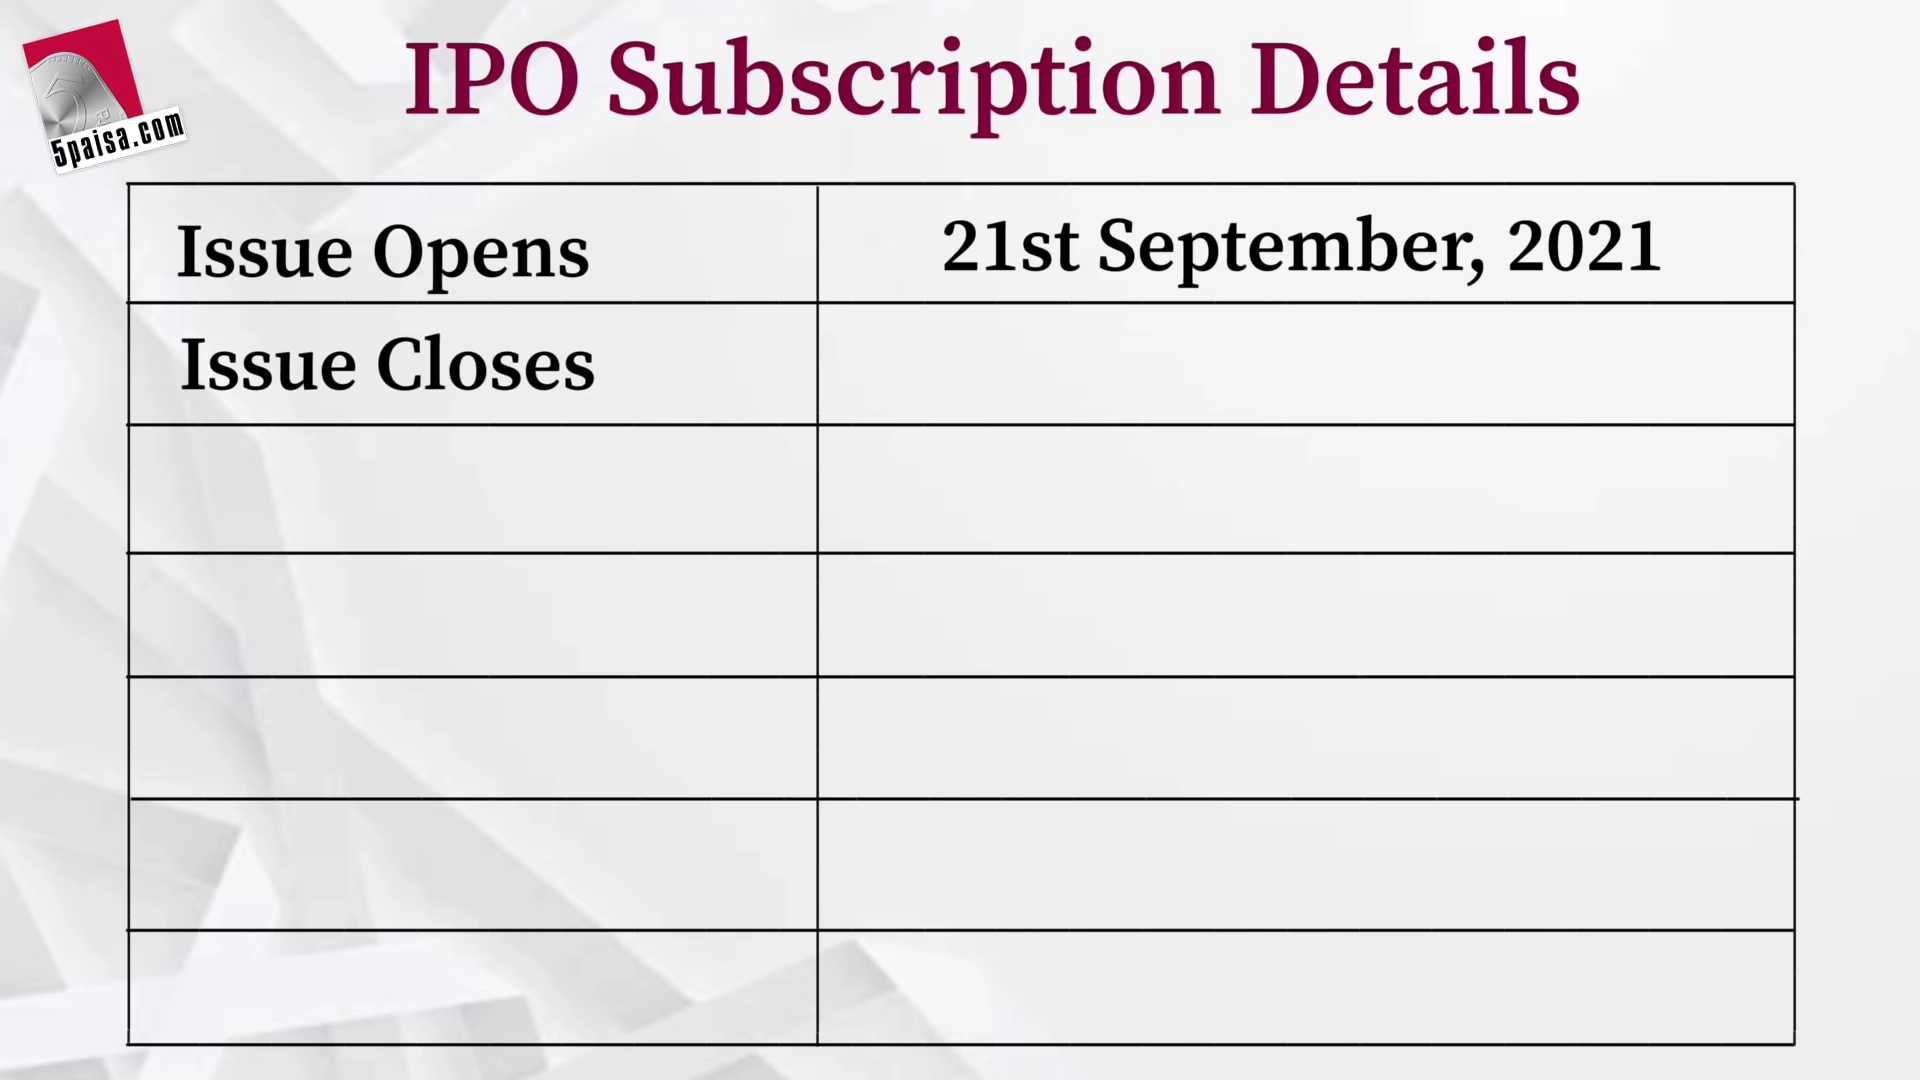 5paisa.com
IPO Subscription Details
Issue Opens
21st September, 2021
Issue Closes